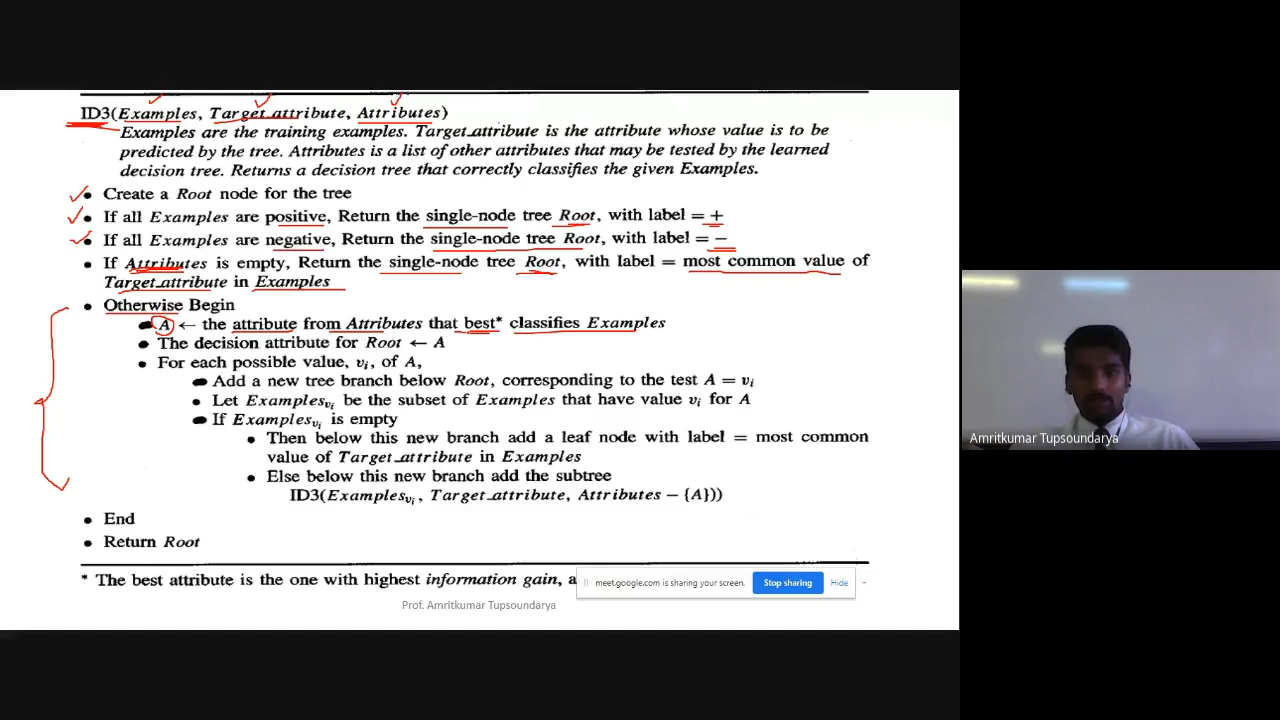 ID3(Examples, Target_attribute, Attributes)
Examples are the training examples. Target_attribute is the attribute whose value is to be
predicted by the tree. Attributes is a list of other attributes that may be tested by the learned
decision tree. Returns a decision tree that correctly classifies the given Examples.
• Create a Root node for the tree
• If all Examples are positive, Return the single-node tree Root, with label = +
• If all Examples are negative, Return the single-node tree Root, with label = −
• If Attributes is empty, Return the single-node tree Root, with label = most common value of
Target_attribute in Examples
• Otherwise Begin
• A ← the attribute from Attributes that best* classifies Examples
• The decision attribute for Root ← A
• For each possible value, vᵢ, of A,
• Add a new tree branch below Root, corresponding to the test A = vᵢ
• Let Examples_vᵢ be the subset of Examples that have value vᵢ for A
• If Examples_vᵢ is empty
• Then below this new branch add a leaf node with label = most common
value of Target_attribute in Examples
• Else below this new branch add the subtree
ID3(Examples_vᵢ, Target_attribute, Attributes − {A}))
• End
• Return Root
* The best attribute is the one with highest information gain, a
meet.google.com is sharing your screen.
Stop sharing
Hide
Prof. Amritkumar Tupsoundarya
Amritkumar Tupsoundarya